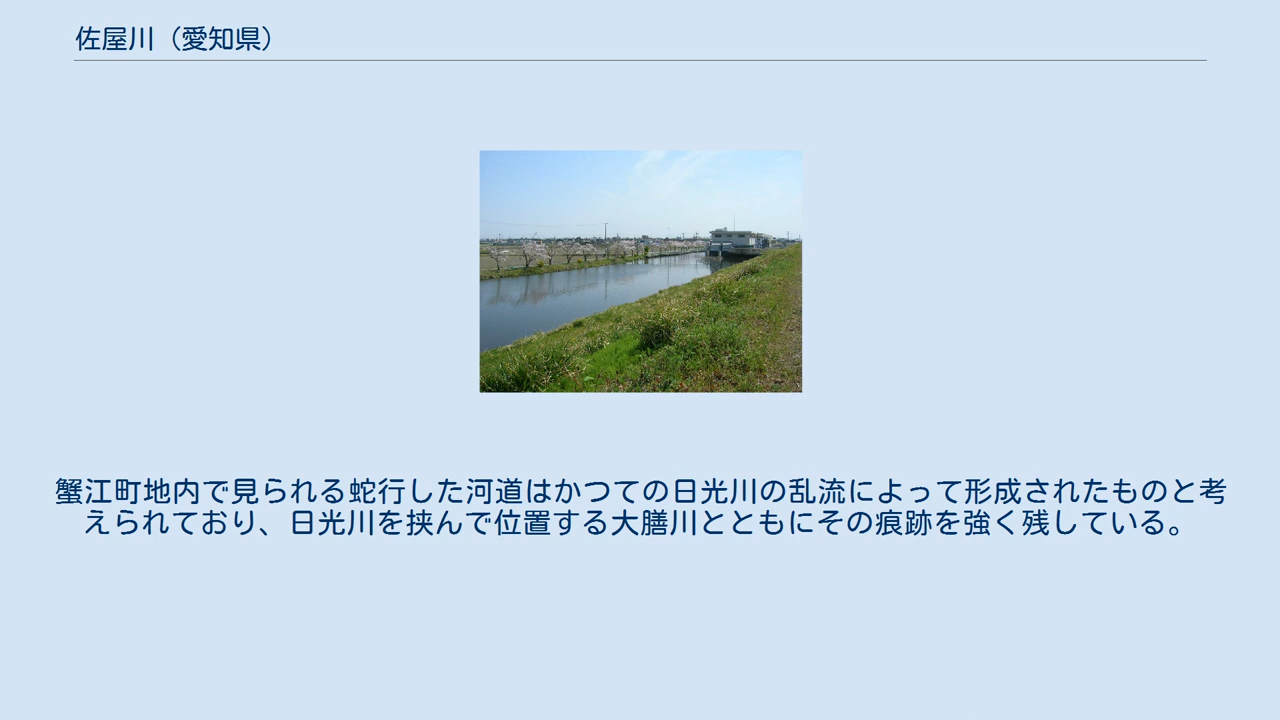 佐屋川（愛知県）
蟹江町地内で見られる蛇行した河道はかつての日光川の乱流によって形成されたものと考
えられており、日光川を挟んで位置する大膳川とともにその痕跡を強く残している。